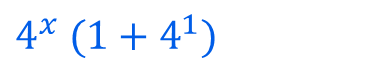 4^x (1 + 4^1)